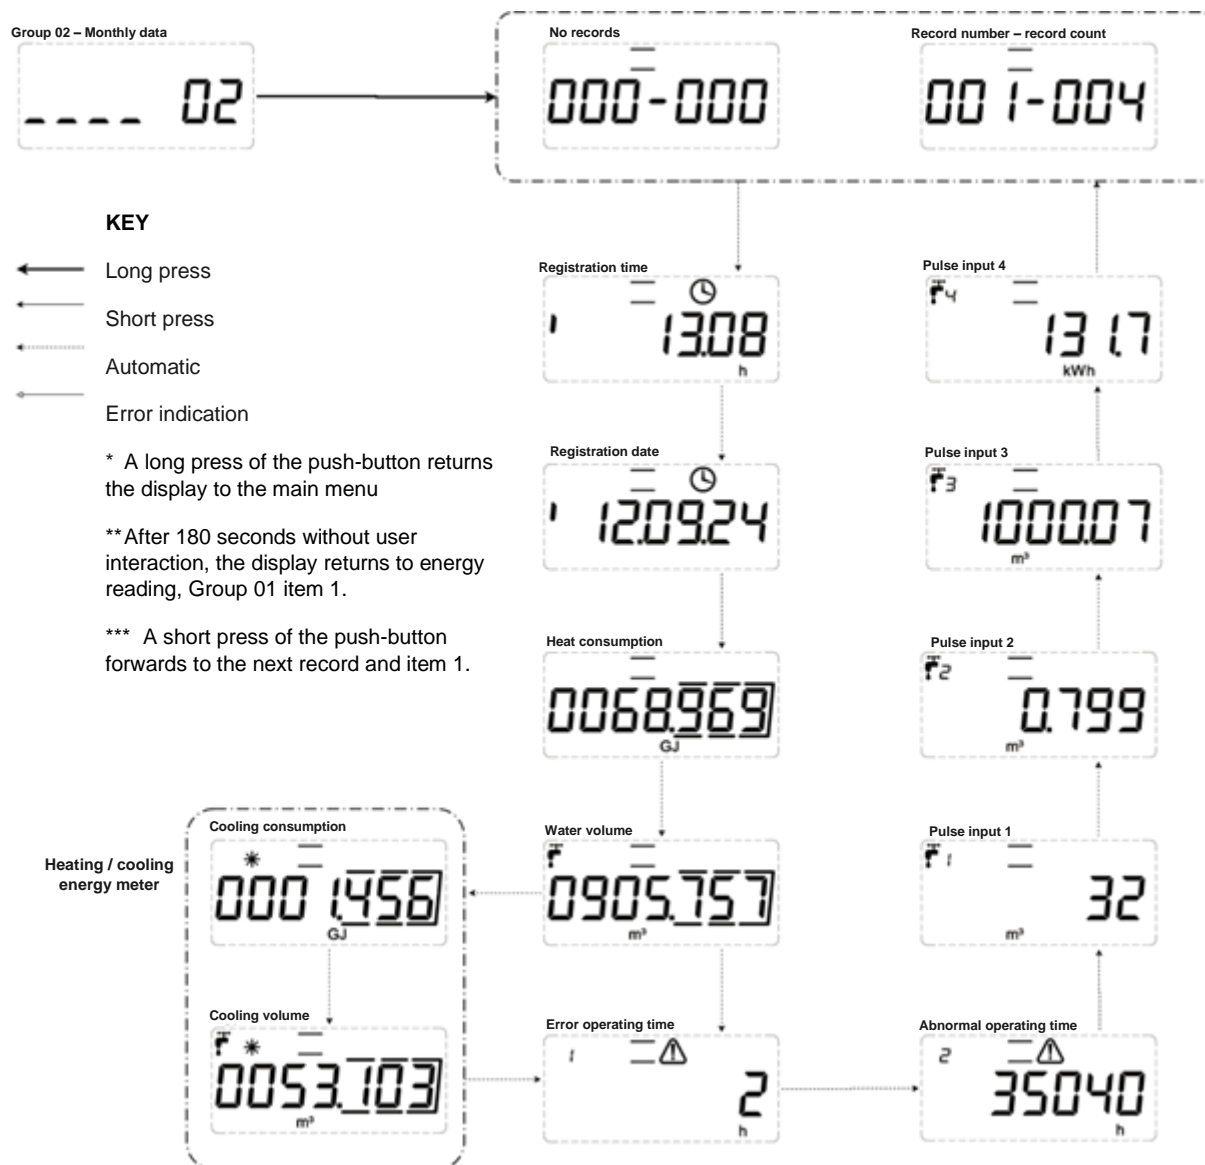 Group 02 – Monthly data
_ _ _ _ 02
No records
000-000
Record number – record count
001-004
KEY
Long press
Short press
Automatic
Error indication
* A long press of the push-button returns
the display to the main menu
**After 180 seconds without user
interaction, the display returns to energy
reading, Group 01 item 1.
*** A short press of the push-button
forwards to the next record and item 1.
Registration time
1 13.08
h
Registration date
1 12.09.24
Heat consumption
0068.969
GJ
Water volume
0905.757
m³
Heating / cooling
energy meter
Cooling consumption
0001.456
GJ
Cooling volume
0053.103
m³
Error operating time
1
2
h
Abnormal operating time
2
35040
h
Pulse input 1
1
32
m³
Pulse input 2
2
0.799
m³
Pulse input 3
3
1000.07
m³
Pulse input 4
4
131.7
kWh